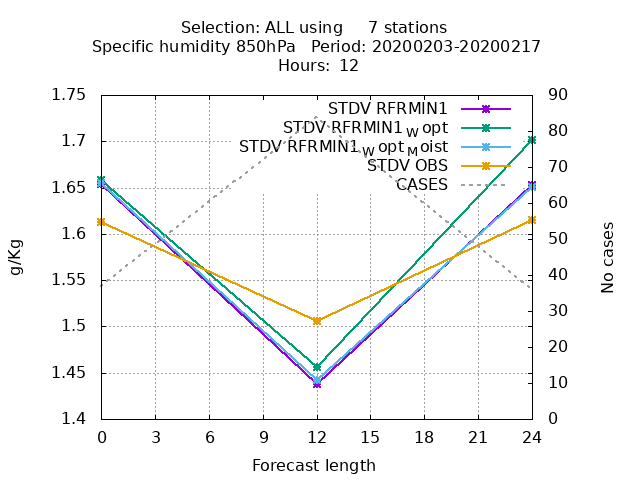 Selection: ALL using 7 stations
Specific humidity 850hPa Period: 20200203-20200217
Hours: 12
STDV RFRMIN1
STDV RFRMIN1_W opt
STDV RFRMIN1_W opt_M oist
STDV OBS
CASES
g/Kg
1.75
1.7
1.65
1.6
1.55
1.5
1.45
1.4
90
80
70
60
50
40
30
20
10
0
No cases
0 3 6 9 12 15 18 21 24
Forecast length